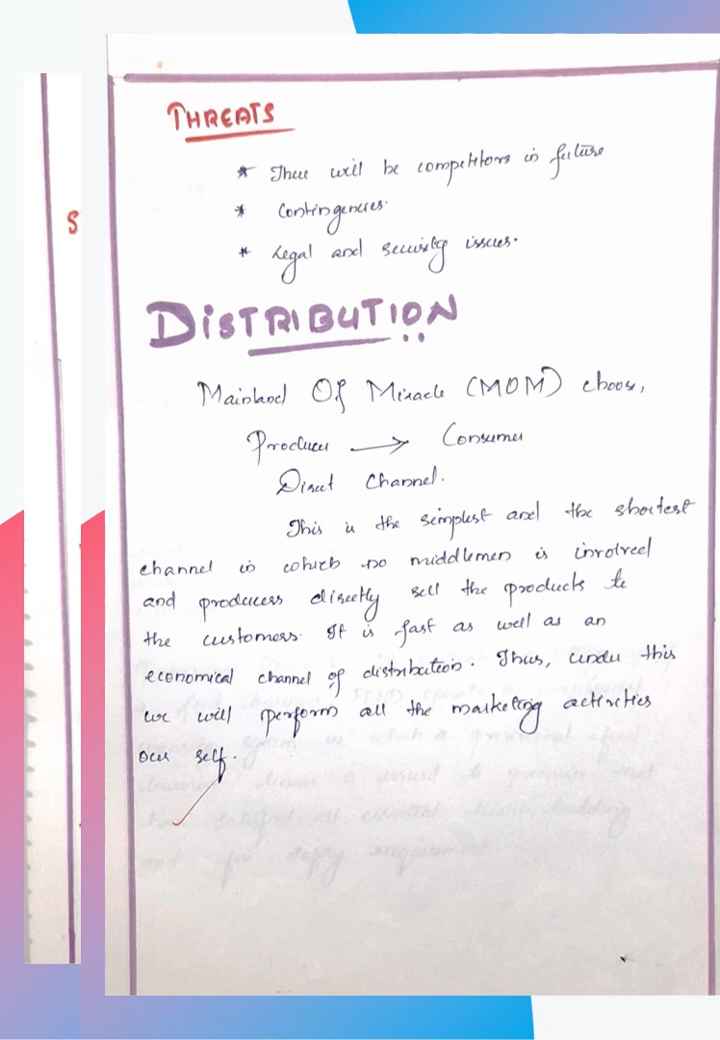 S
THREATS
* There will be competitors in future
* Contingencies.
* Legal and security issues.
DISTRIBUTION
Mainland Of Miracle (MOM) choose,
Producer → Consumer
Direct Channel.
This is the simplest and the shortest
channel in which no middlemen is involved
and producers directly sell the products to
the customers. It is fast as well as an
economical channel of distribution. Thus, under this
we will perform all the marketing activities
our self.